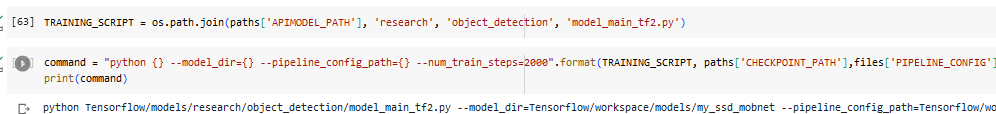 [63] TRAINING_SCRIPT = os.path.join(paths['APIMODEL_PATH'], 'research', 'object_detection', 'model_main_tf2.py')
command = "python {} --model_dir={} --pipeline_config_path={} --num_train_steps=2000".format(TRAINING_SCRIPT, paths['CHECKPOINT_PATH'],files['PIPELINE_CONFIG']
print(command)
python Tensorflow/models/research/object_detection/model_main_tf2.py --model_dir=Tensorflow/workspace/models/my_ssd_mobnet --pipeline_config_path=Tensorflow/wo